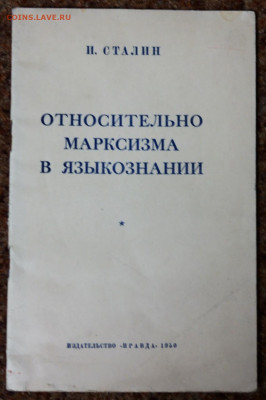 COINS.LAVE.RU
И. СТАЛИН
ОТНОСИТЕЛЬНО
МАРКСИЗМА
В ЯЗЫКОЗНАНИИ
ИЗДАТЕЛЬСТВО «ПРАВДА» 1950